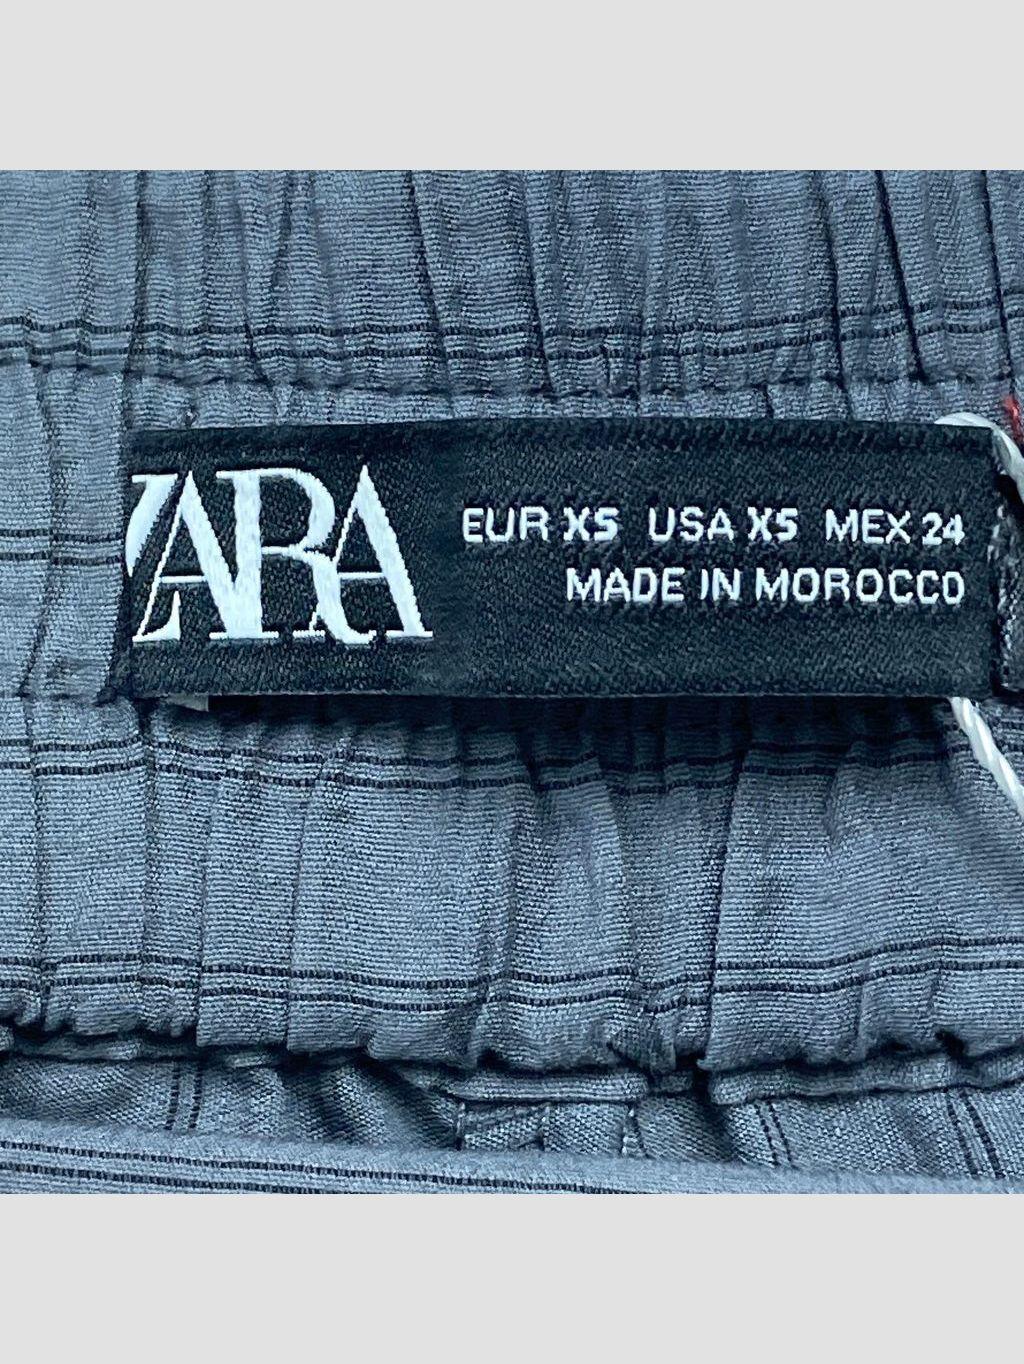 ZARA
EUR XS USA XS MEX 24
MADE IN MOROCCO